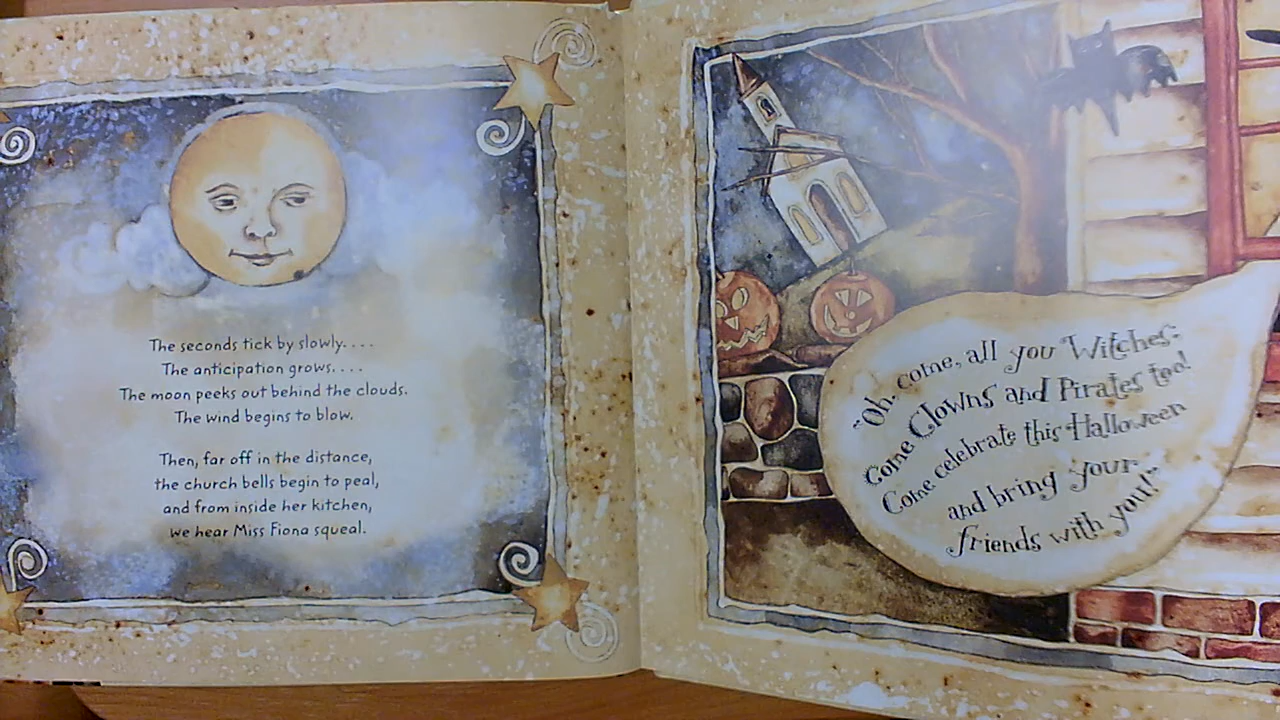 The seconds tick by slowly. . . .
The anticipation grows. . . .
The moon peeks out behind the clouds.
The wind begins to blow.
Then, far off in the distance,
the church bells begin to peal,
and from inside her kitchen,
we hear Miss Fiona squeal.
"Oh, come, all you Witches;
Come Clowns and Pirates too!
Come celebrate this Halloween
and bring your
friends with you!"